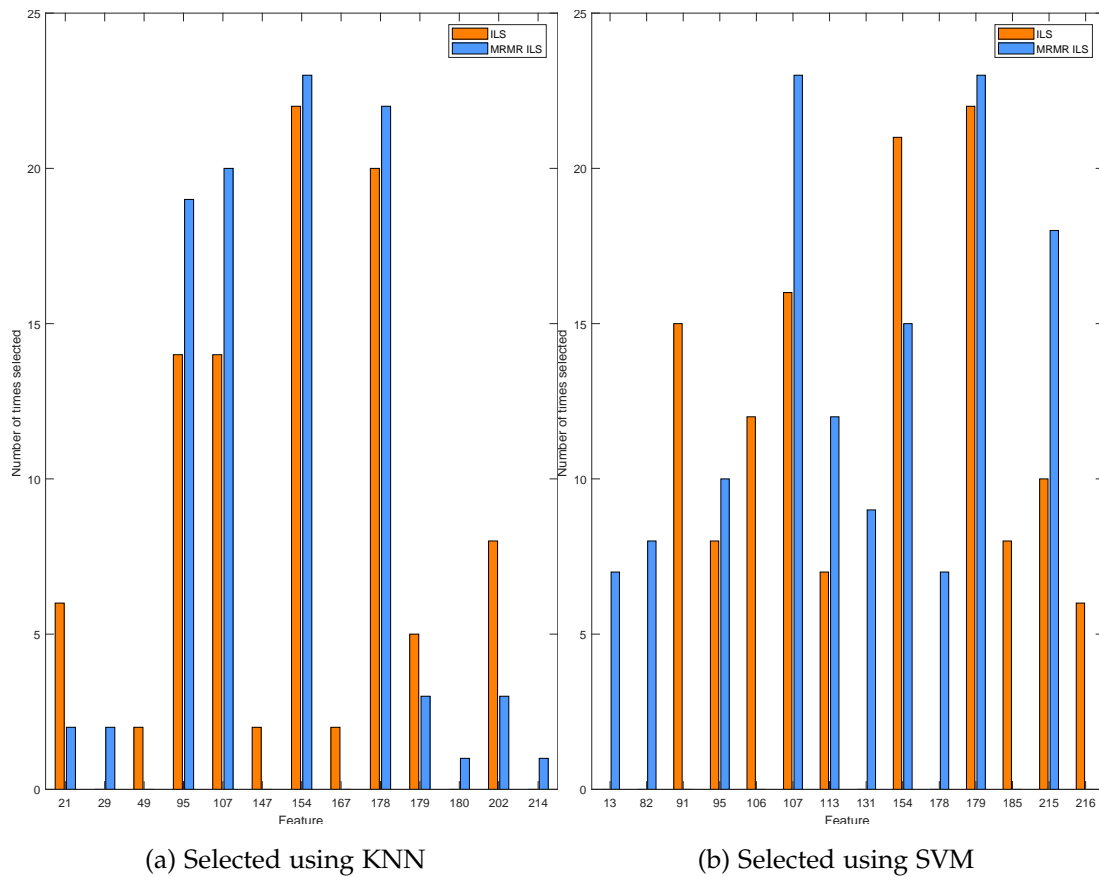 25
20
15
10
5
0
Number of times selected
ILS
MRMR ILS
21 29 49 95 107 147 154 167 178 179 180 202 214
Feature
(a) Selected using KNN
25
20
15
10
5
0
Number of times selected
ILS
MRMR ILS
13 82 91 95 106 107 113 131 154 178 179 185 215 216
Feature
(b) Selected using SVM